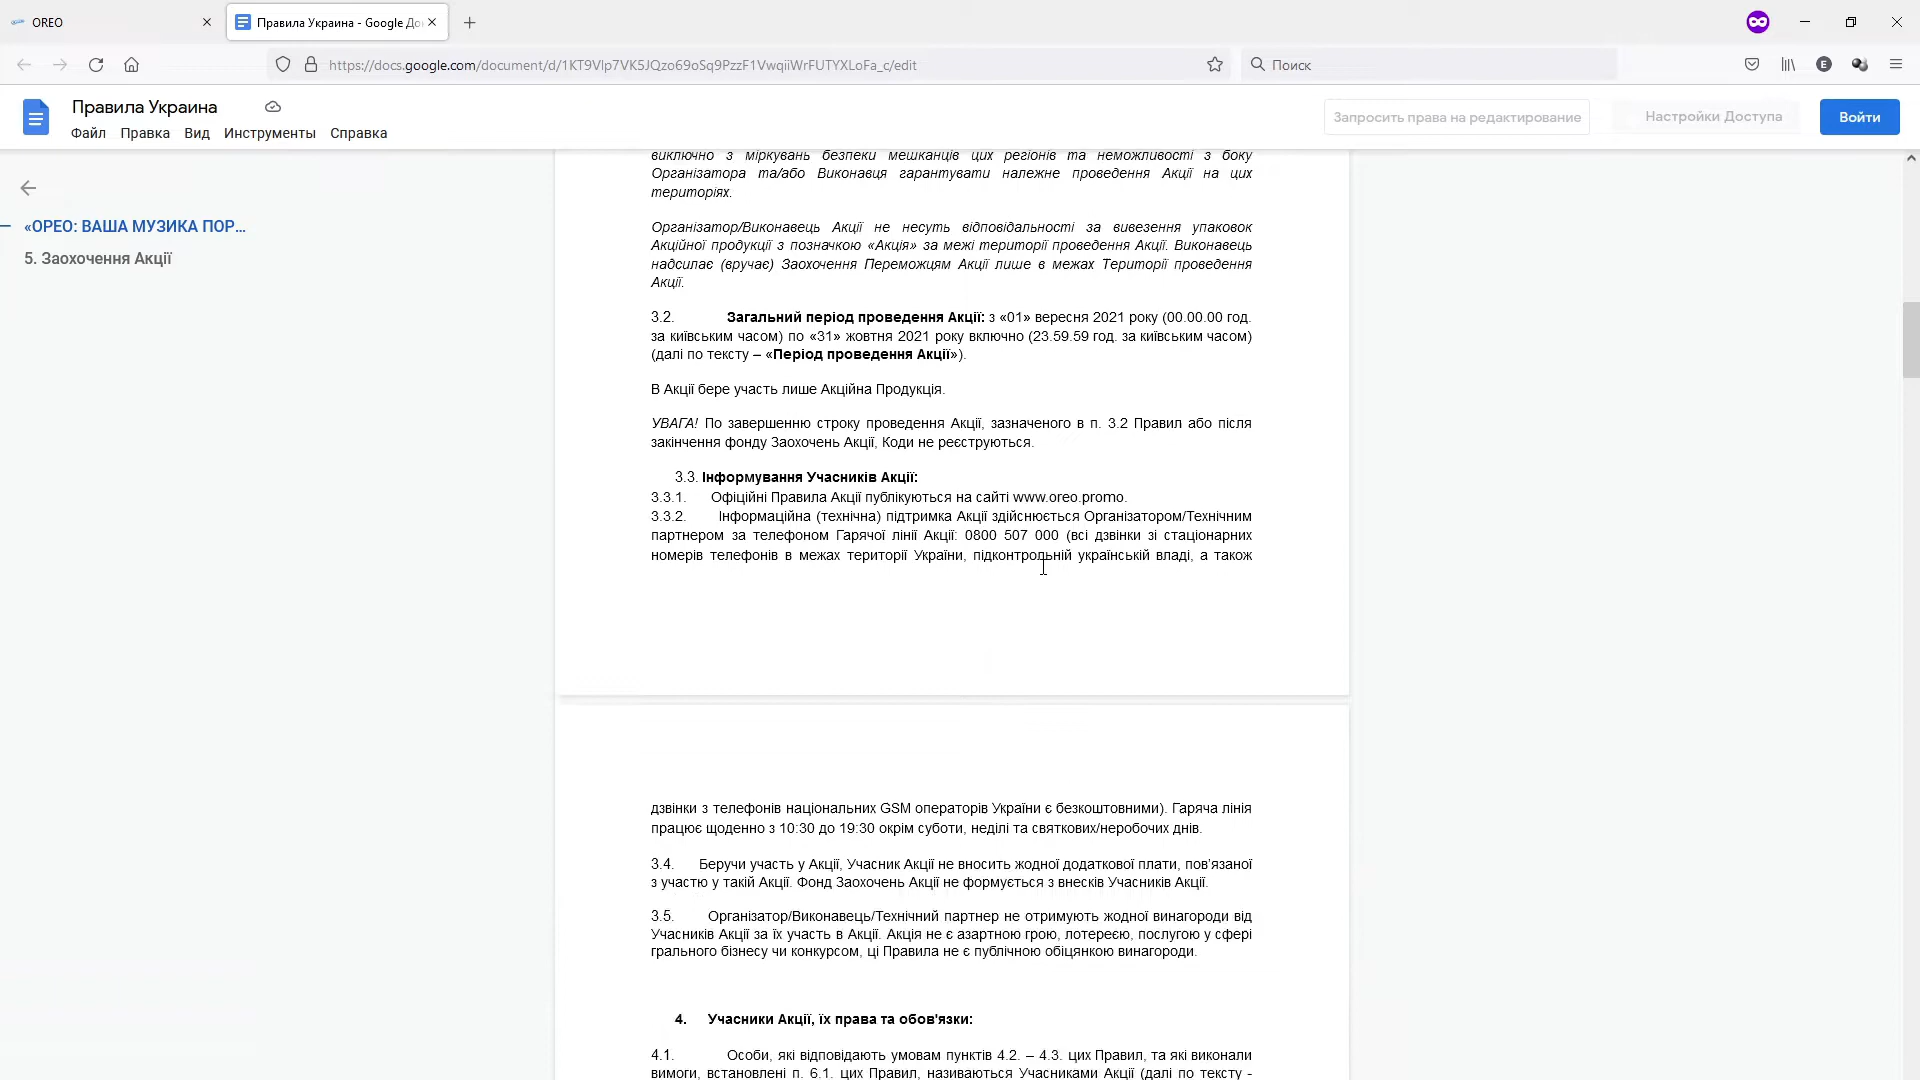 OREO
Правила Украина - Google До
https://docs.google.com/document/d/1KT9Vlp7VK5JQzo69oSq9PzzF1VwqiiWrFUTYXLoFa_c/edit
Поиск
Правила Украина
Файл Правка Вид Инструменты Справка
Запросить права на редактирование
Настройки Доступа
Войти
«ОРЕО: ВАША МУЗИКА ПОР...
5. Заохочення Акції
виключно з міркувань безпеки мешканців цих регіонів та неможливості з боку
Організатора та/або Виконавця гарантувати належне проведення Акції на цих
територіях.
Організатор/Виконавець Акції не несуть відповідальності за вивезення упаковок
Акційної продукції з позначкою «Акція» за межі території проведення Акції. Виконавець
надсилає (вручає) Заохочення Переможцям Акції лише в межах Території проведення
Акції.
3.2. Загальний період проведення Акції: з «01» вересня 2021 року (00.00.00 год.
за київським часом) по «31» жовтня 2021 року включно (23.59.59 год. за київським часом)
(далі по тексту – «Період проведення Акції»).
В Акції бере участь лише Акційна Продукція.
УВАГА! По завершенню строку проведення Акції, зазначеного в п. 3.2 Правил або після
закінчення фонду Заохочень Акції, Коди не реєструються.
3.3. Інформування Учасників Акції:
3.3.1. Офіційні Правила Акції публікуються на сайті www.oreo.promo.
3.3.2. Інформаційна (технічна) підтримка Акції здійснюється Організатором/Технічним
партнером за телефоном Гарячої лінії Акції: 0800 507 000 (всі дзвінки зі стаціонарних
номерів телефонів в межах території України, підконтрольній українській владі, а також
дзвінки з телефонів національних GSM операторів України є безкоштовними). Гаряча лінія
працює щоденно з 10:30 до 19:30 окрім суботи, неділі та святкових/неробочих днів.
3.4. Беручи участь у Акції, Учасник Акції не вносить жодної додаткової плати, пов'язаної
з участю у такій Акції. Фонд Заохочень Акції не формується з внесків Учасників Акції.
3.5. Організатор/Виконавець/Технічний партнер не отримують жодної винагороди від
Учасників Акції за їх участь в Акції. Акція не є азартною грою, лотереєю, послугою у сфері
грального бізнесу чи конкурсом, ці Правила не є публічною обіцянкою винагороди.
4. Учасники Акції, їх права та обов'язки:
4.1. Особи, які відповідають умовам пунктів 4.2. – 4.3. цих Правил, та які виконали
вимоги, встановлені п. 6.1. цих Правил, називаються Учасниками Акції (далі по тексту -